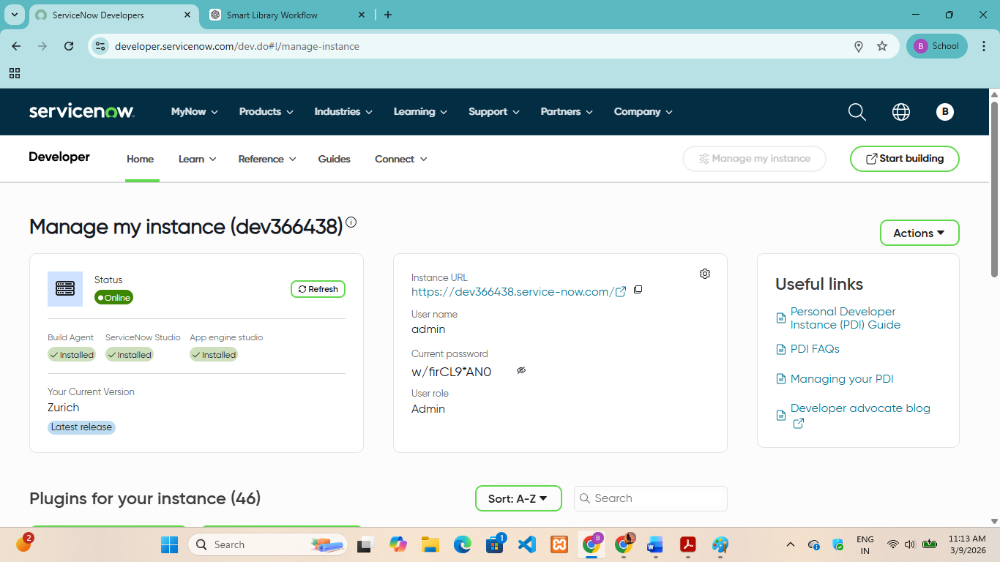 ServiceNow Developers
Smart Library Workflow
developer.servicenow.com/dev.do#!/manage-instance
B School
servicenow
MyNow Products Industries Learning Support Partners Company B
Developer Home Learn Reference Guides Connect Manage my instance Start building
Manage my instance (dev366438)
Actions
Status
Online
Refresh
Build Agent ServiceNow Studio App engine studio
Installed Installed Installed
Your Current Version
Zurich
Latest release
Instance URL
https://dev366438.service-now.com/
User name
admin
Current password
w/firCL9*AN0
User role
Admin
Useful links
Personal Developer
Instance (PDI) Guide
PDI FAQs
Managing your PDI
Developer advocate blog
Plugins for your instance (46)
Sort: A-Z
Search
2
Search
1
B
ENG
IN
11:13 AM
3/9/2026